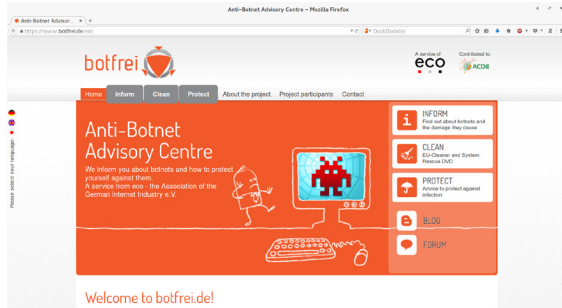 Anti-Botnet Advisory Centre - Mozilla Firefox
Anti-Botnet Advisor...
https://www.botfrei.de/en/
DuckDuckGo
botfrei
A service of
eco
Contributed to
ACDC
Home
Inform
Clean
Protect
About the project
Project participants
Contact
Please select your language:
Anti-Botnet
Advisory Centre
We inform you about botnets and how to protect
yourself against them.
A service from eco - the Association of the
German Internet Industry e.V.
INFORM
Find out about botnets and
the damage they cause
CLEAN
EU-Cleaner and System
Rescue DVD
PROTECT
Advice to protect against
infection
BLOG
FORUM
Welcome to botfrei.de!